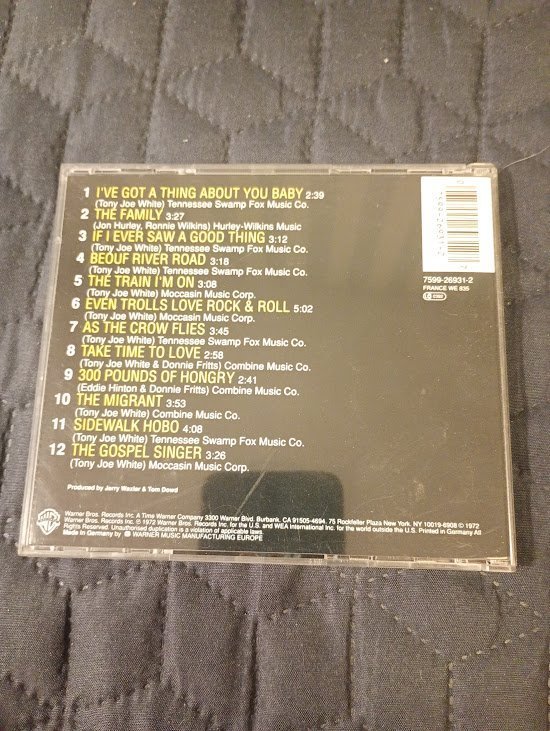 1 I'VE GOT A THING ABOUT YOU BABY 2:39
(Tony Joe White) Tennessee Swamp Fox Music Co.
2 THE FAMILY 3:27
(Jon Hurley, Ronnie Wilkins) Hurley-Wilkins Music
3 IF I EVER SAW A GOOD THING 3:12
(Tony Joe White) Tennessee Swamp Fox Music Co.
4 BEOUF RIVER ROAD 3:18
(Tony Joe White) Tennessee Swamp Fox Music Co.
5 THE TRAIN I'M ON 3:08
(Tony Joe White) Moccasin Music Corp.
6 EVEN TROLLS LOVE ROCK & ROLL 5:02
(Tony Joe White) Moccasin Music Corp.
7 AS THE CROW FLIES 3:45
(Tony Joe White) Tennessee Swamp Fox Music Co.
8 TAKE TIME TO LOVE 2:58
(Tony Joe White & Donnie Fritts) Combine Music Co.
9 300 POUNDS OF HONGRY 2:41
(Eddie Hinton & Donnie Fritts) Combine Music Co.
10 THE MIGRANT 3:53
(Tony Joe White) Combine Music Co.
11 SIDEWALK HOBO 4:08
(Tony Joe White) Tennessee Swamp Fox Music Co.
12 THE GOSPEL SINGER 3:26
(Tony Joe White) Moccasin Music Corp.
7599-26931-2
FRANCE WE 835
Produced by Jerry Wexler & Tom Dowd
Warner Bros. Records Inc. A Time Warner Company 3300 Warner Blvd. Burbank. CA 91505-4694. 75 Rockfeller Plaza New York. NY 10019-6908 © 1972
Warner Bros. Records Inc. ℗ 1972 Warner Bros. Records Inc. for the U.S. and WEA International Inc. for the world outside the U.S. Printed in Germany All
Rights Reserved. Unauthorised duplication is a violation of applicable laws.
Made in Germany by WARNER MUSIC MANUFACTURING EUROPE